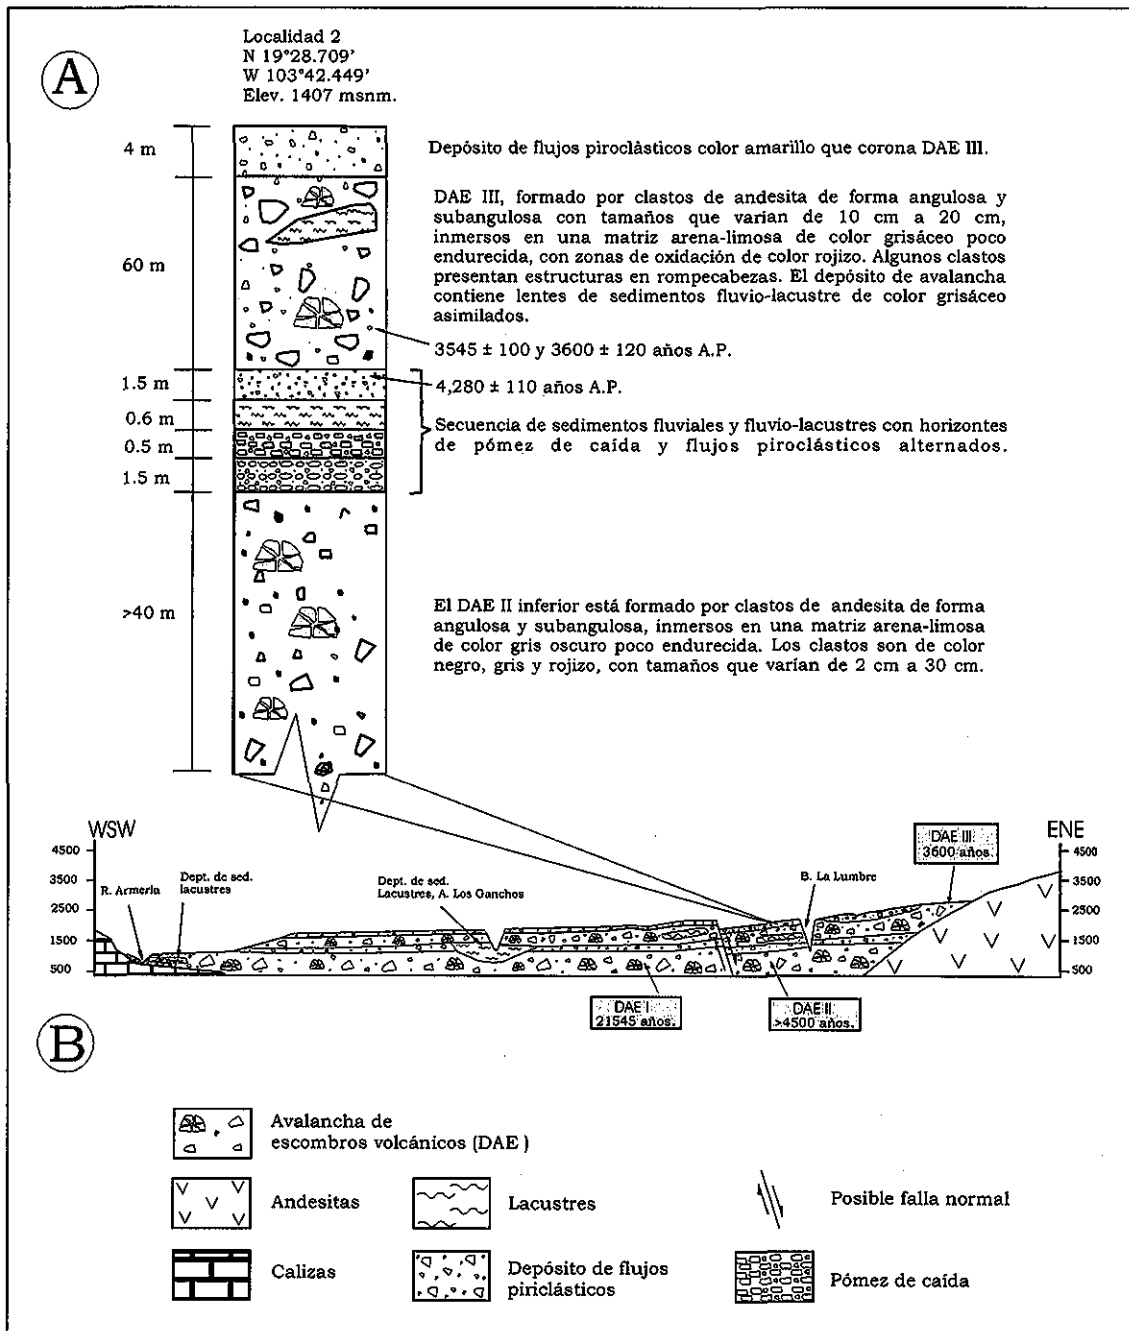 Localidad 2
N 19°28.709'
W 103°42.449'
Elev. 1407 msnm.
A
4 m
Depósito de flujos piroclásticos color amarillo que corona DAE III.
60 m
DAE III, formado por clastos de andesita de forma angulosa y
subangulosa con tamaños que varian de 10 cm a 20 cm,
inmersos en una matriz arena-limosa de color grisáceo poco
endurecida, con zonas de oxidación de color rojizo. Algunos clastos
presentan estructuras en rompecabezas. El depósito de avalancha
contiene lentes de sedimentos fluvio-lacustre de color grisáceo
asimilados.
3545 ± 100 y 3600 ± 120 años A.P.
1.5 m
4,280 ± 110 años A.P.
0.6 m
0.5 m
1.5 m
Secuencia de sedimentos fluviales y fluvio-lacustres con horizontes
de pómez de caída y flujos piroclásticos alternados.
>40 m
El DAE II inferior está formado por clastos de andesita de forma
angulosa y subangulosa, inmersos en una matriz arena-limosa
de color gris oscuro poco endurecida. Los clastos son de color
negro, gris y rojizo, con tamaños que varían de 2 cm a 30 cm.
WSW
ENE
4500
3500
2500
1500
500
R. Armería
Dept. de sed.
lacustres
Dept. de sed.
Lacustres, A. Los Ganchos
B. La Lumbre
DAE III
3600 años.
4500
3500
2500
1500
500
DAE I
21545 años.
DAE II
>4500 años.
B
Avalancha de
escombros volcánicos (DAE )
Andesitas
Lacustres
Posible falla normal
Calizas
Depósito de flujos
piriclásticos
Pómez de caída